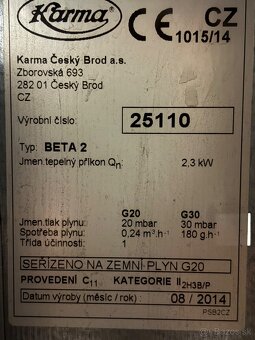 Karma®
CE
CZ
1015/14
Karma Český Brod a.s.
Zborovská 693
282 01 Český Brod
CZ
Výrobní číslo: 25110
Typ: BETA 2
Jmen.tepelný příkon Qn: 2,3 kW
G20 G30
Jmen.tlak plynu: 20 mbar 30 mbar
Spotřeba plynu: 0,24 m³.h⁻¹ 180 g.h⁻¹
Třída účinnosti: 1
SEŘÍZENO NA ZEMNÍ PLYN G20
PROVEDENÍ C11 KATEGORIE II2H3B/P
Datum výroby (měsíc / rok): 08 / 2014
PSB2CZ
bazos.sk